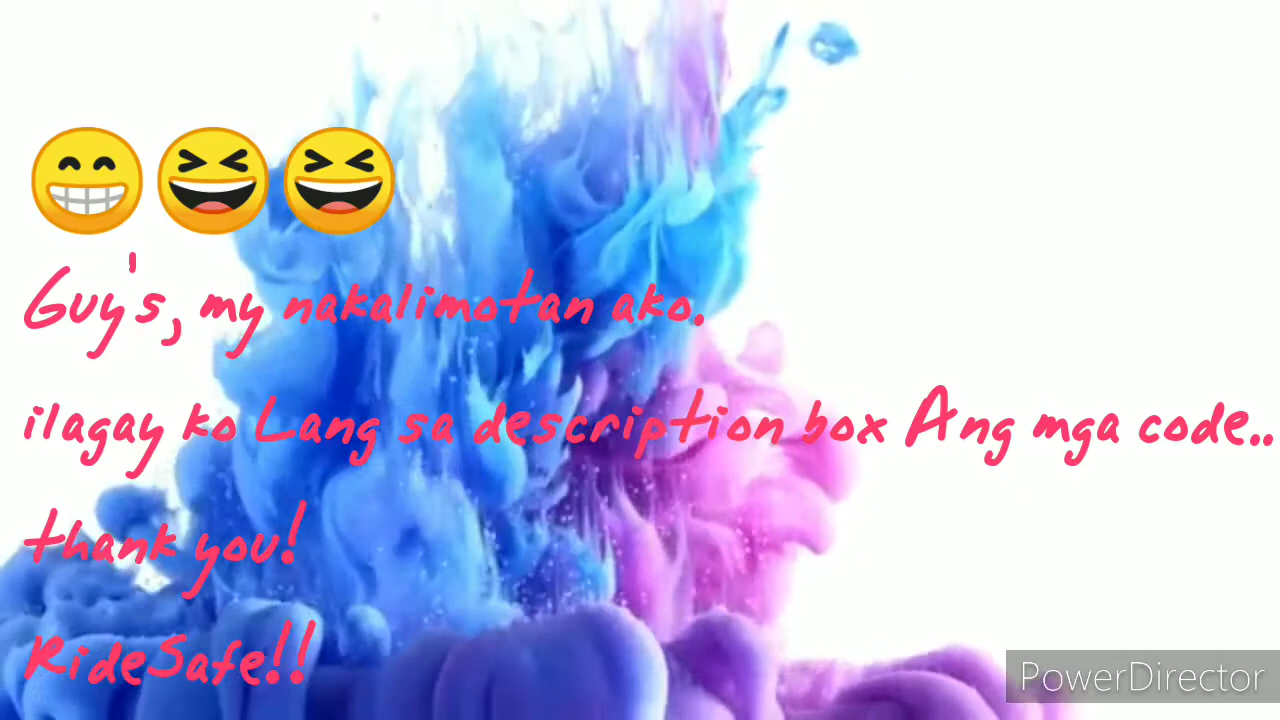 😁😆😆
Guy's, my nakalimotan ako.
ilagay ko Lang sa description box Ang mga code..
thank you!
RideSafe!!
PowerDirector